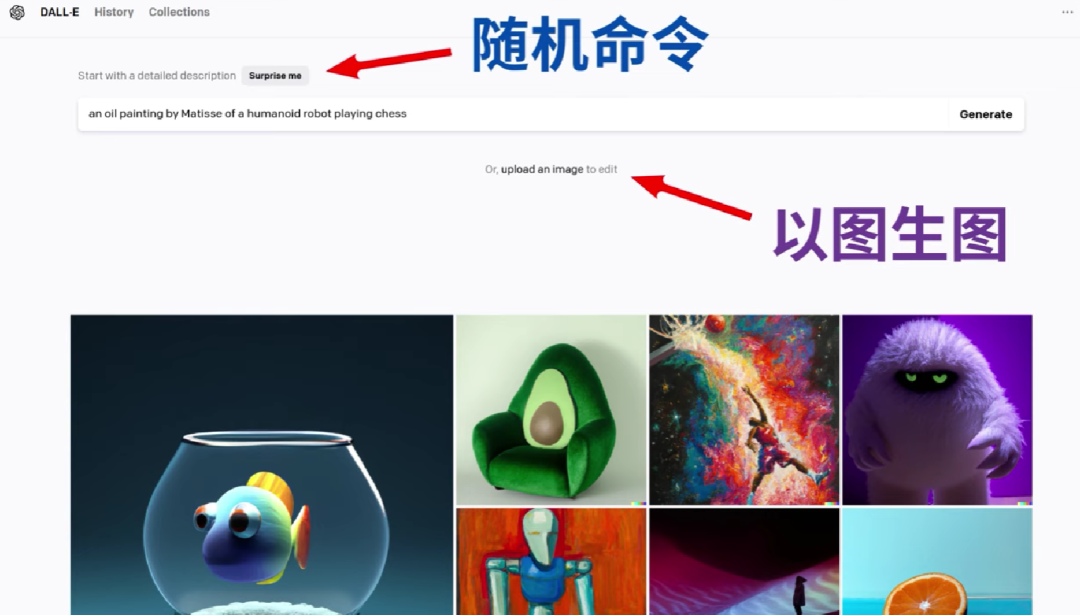 DALL·E History Collections
随机命令
Start with a detailed description Surprise me
an oil painting by Matisse of a humanoid robot playing chess Generate
Or, upload an image to edit
以图生图